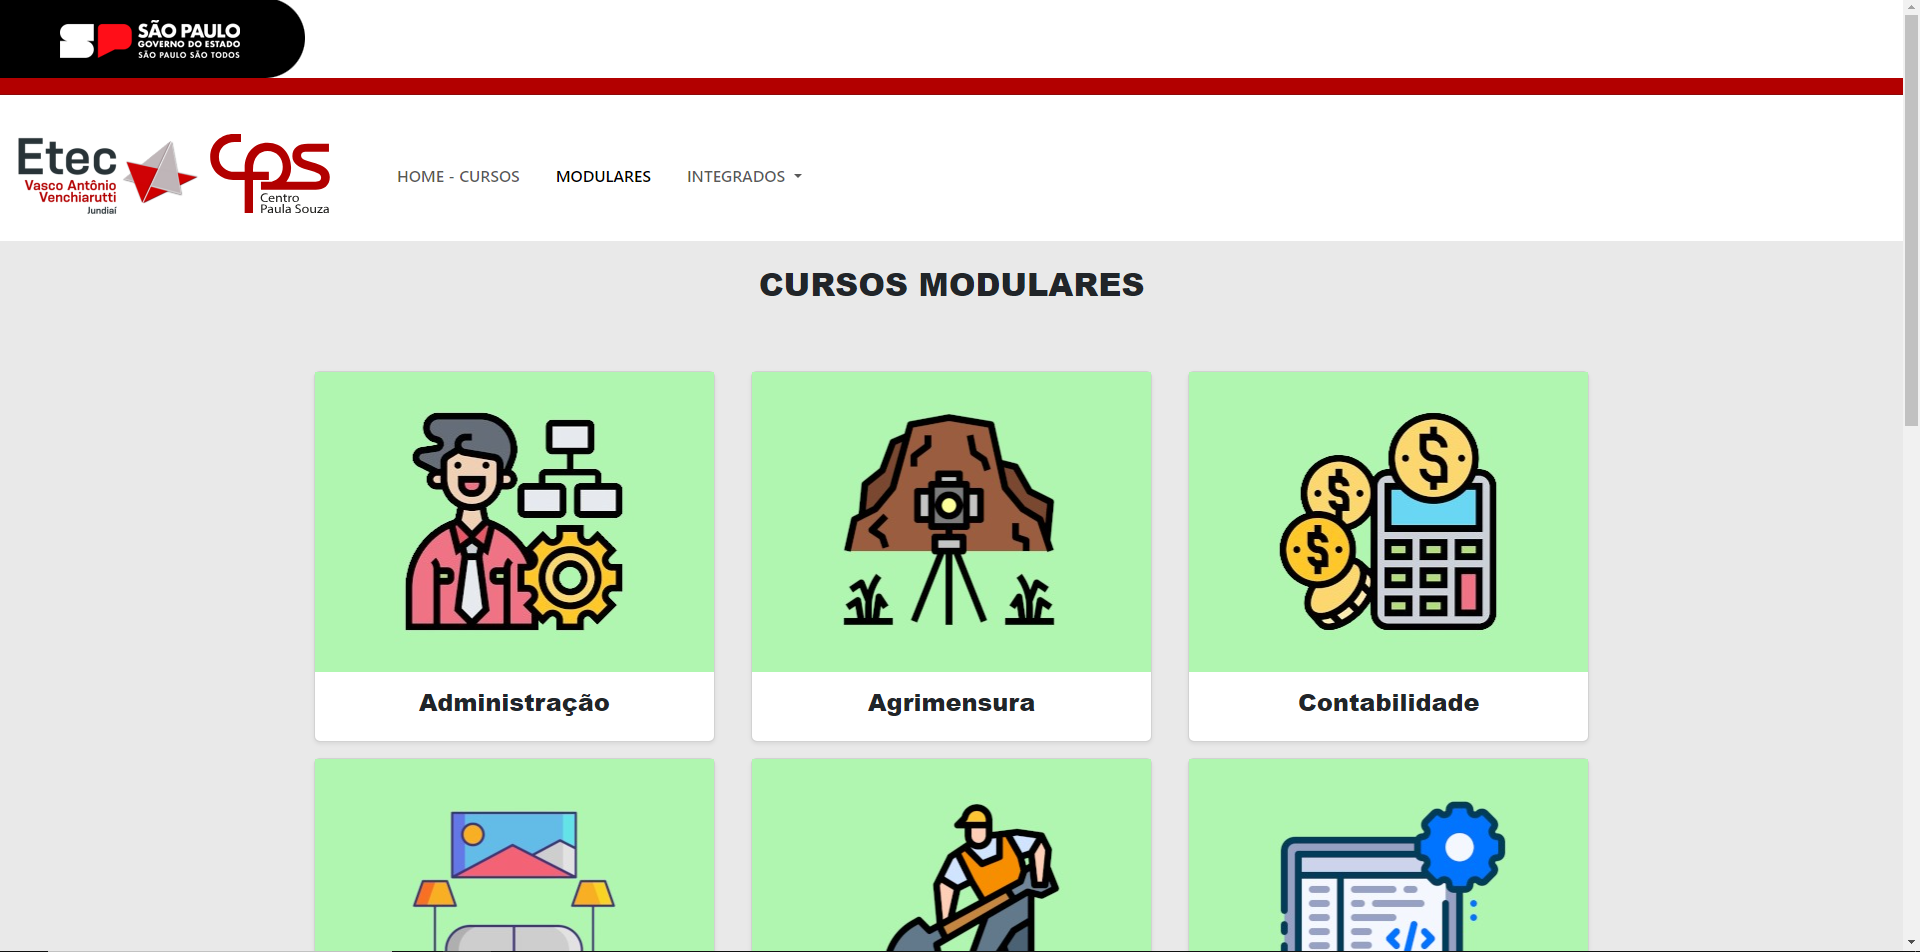 SÃO PAULO
GOVERNO DO ESTADO
SÃO PAULO SÃO TODOS
Etec
Vasco Antônio
Venchiarutti
Jundiaí
cps
Centro
Paula Souza
HOME - CURSOS
MODULARES
INTEGRADOS
CURSOS MODULARES
Administração
Agrimensura
Contabilidade